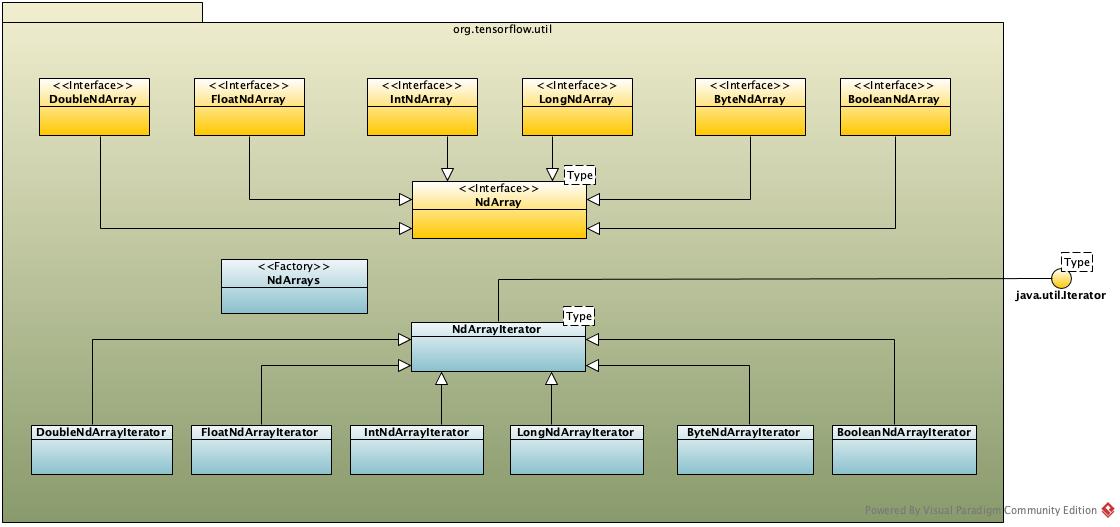 org.tensorflow.util
<<Interface>>
DoubleNdArray
<<Interface>>
FloatNdArray
<<Interface>>
IntNdArray
<<Interface>>
LongNdArray
<<Interface>>
ByteNdArray
<<Interface>>
BooleanNdArray
Type
<<Interface>>
NdArray
<<Factory>>
NdArrays
Type
java.util.Iterator
Type
NdArrayIterator
DoubleNdArrayIterator
FloatNdArrayIterator
IntNdArrayIterator
LongNdArrayIterator
ByteNdArrayIterator
BooleanNdArrayIterator
Powered By Visual Paradigm Community Edition